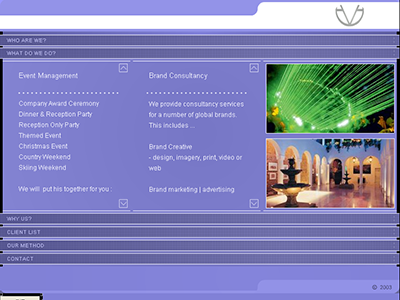 WHO ARE WE?
WHAT DO WE DO?
Event Management
Company Award Ceremony
Dinner & Reception Party
Reception Only Party
Themed Event
Christmas Event
Country Weekend
Skiing Weekend
We will put his together for you :
Brand Consultancy
We provide consultancy services
for a number of global brands.
This includes ...
Brand Creative
- design, imagery, print, video or
web
Brand marketing | advertising
WHY US?
CLIENT LIST
OUR METHOD
CONTACT
© 2003